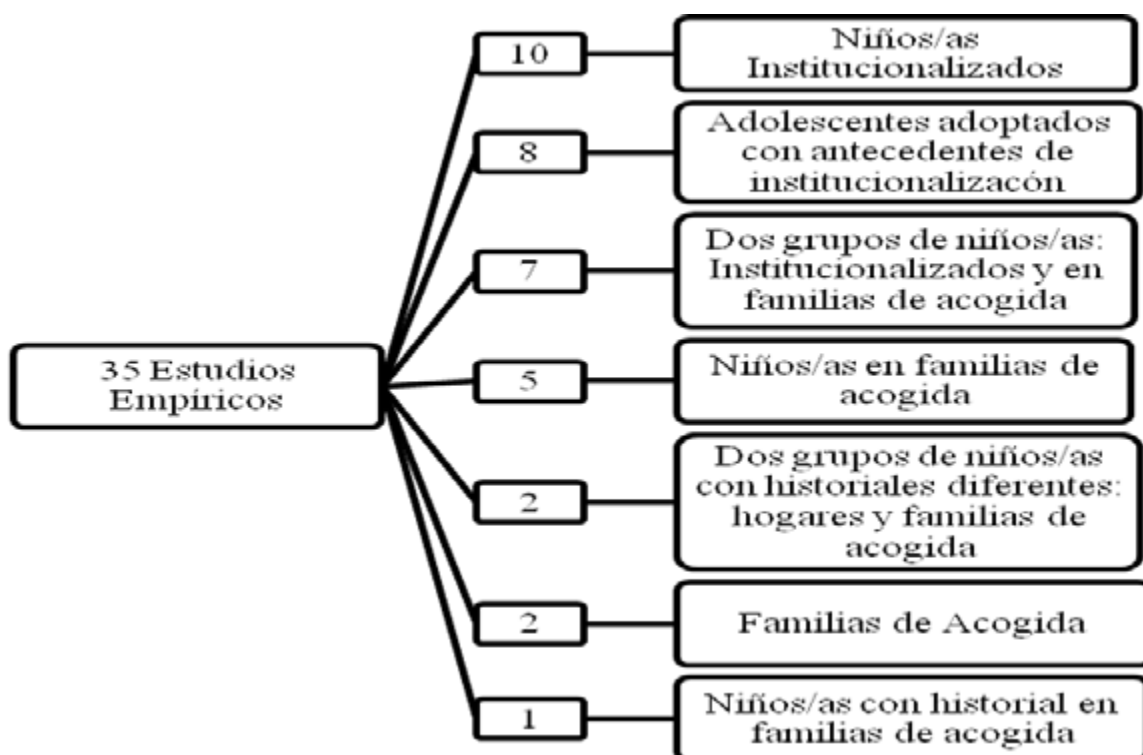 10
Niños/as
Institucionalizados
8
Adolescentes adoptados
con antecedentes de
institucionalizacón
7
Dos grupos de niños/as:
Institucionalizados y en
familias de acogida
35 Estudios
Empíricos
5
Niños/as en familias de
acogida
2
Dos grupos de niños/as
con historiales diferentes:
hogares y familias de
acogida
2
Familias de Acogida
1
Niños/as con historial en
familias de acogida